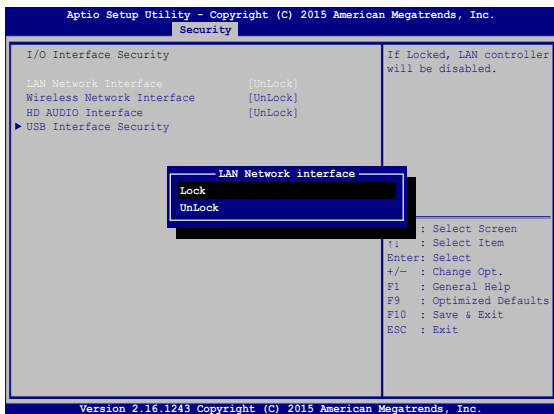 Aptio Setup Utility - Copyright (C) 2015 American Megatrends, Inc.
Security
I/O Interface Security
LAN Network Interface [UnLock]
Wireless Network Interface [UnLock]
HD AUDIO Interface [UnLock]
▶ USB Interface Security
If Locked, LAN controller
will be disabled.
LAN Network interface
Lock
UnLock
: Select Screen
↑↓ : Select Item
Enter: Select
+/— : Change Opt.
F1 : General Help
F9 : Optimized Defaults
F10 : Save & Exit
ESC : Exit
Version 2.16.1243 Copyright (C) 2015 American Megatrends, Inc.